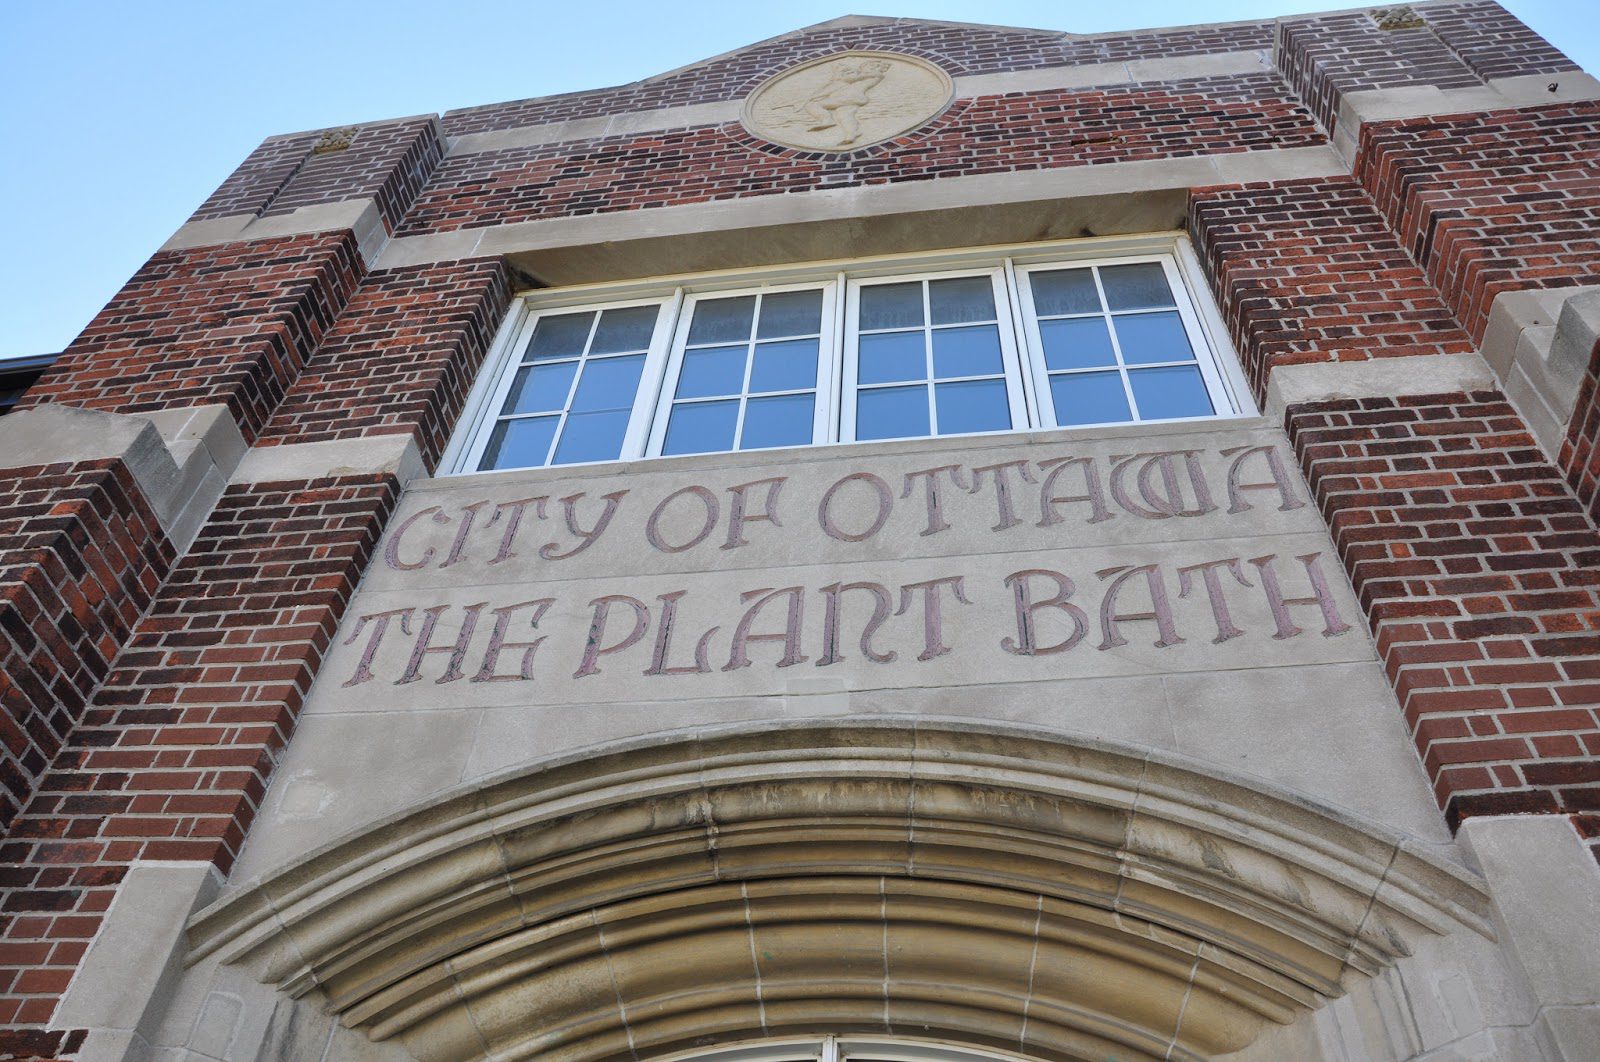 CITY OF OTTAWA
THE PLANT BATH